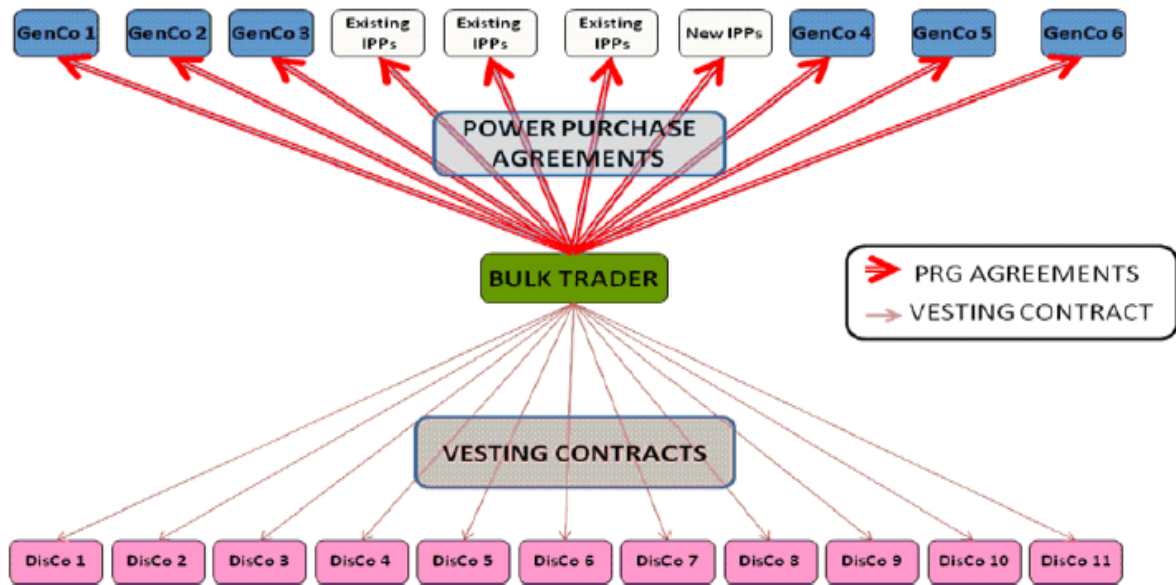 GenCo 1
GenCo 2
GenCo 3
Existing
IPPs
Existing
IPPs
Existing
IPPs
New IPPs
GenCo 4
GenCo 5
GenCo 6
POWER PURCHASE
AGREEMENTS
BULK TRADER
PRG AGREEMENTS
VESTING CONTRACT
VESTING CONTRACTS
DisCo 1
DisCo 2
DisCo 3
DisCo 4
DisCo 5
DisCo 6
DisCo 7
DisCo 8
DisCo 9
DisCo 10
DisCo 11